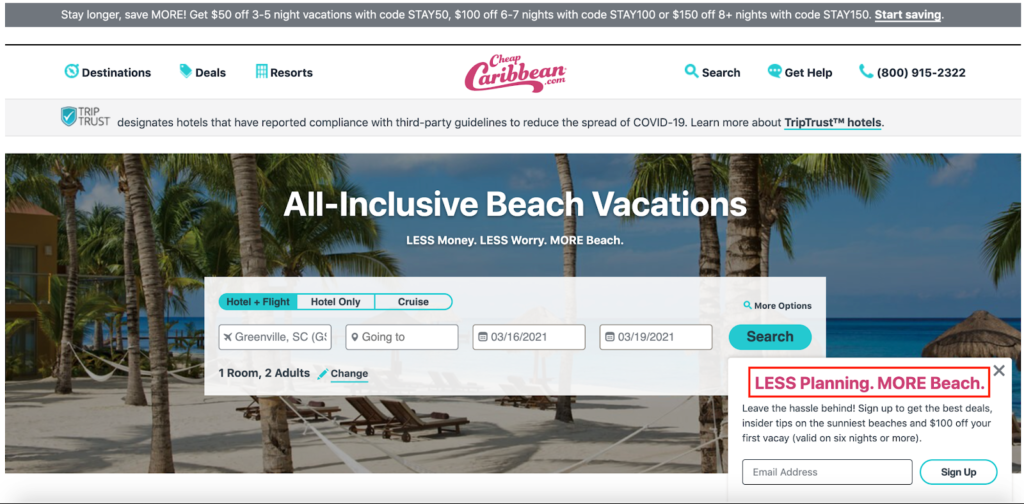 Stay longer, save MORE! Get $50 off 3-5 night vacations with code STAY50, $100 off 6-7 nights with code STAY100 or $150 off 8+ nights with code STAY150. Start saving.
Destinations Deals Resorts
Cheap
Caribbean
.com
Search Get Help (800) 915-2322
TRIP
TRUST
designates hotels that have reported compliance with third-party guidelines to reduce the spread of COVID-19. Learn more about TripTrust™ hotels.
All-Inclusive Beach Vacations
LESS Money. LESS Worry. MORE Beach.
Hotel + Flight Hotel Only Cruise
More Options
Greenville, SC (GS Going to 03/16/2021 03/19/2021 Search
1 Room, 2 Adults Change
LESS Planning. MORE Beach.
Leave the hassle behind! Sign up to get the best deals,
insider tips on the sunniest beaches and $100 off your
first vacay (valid on six nights or more).
Email Address Sign Up